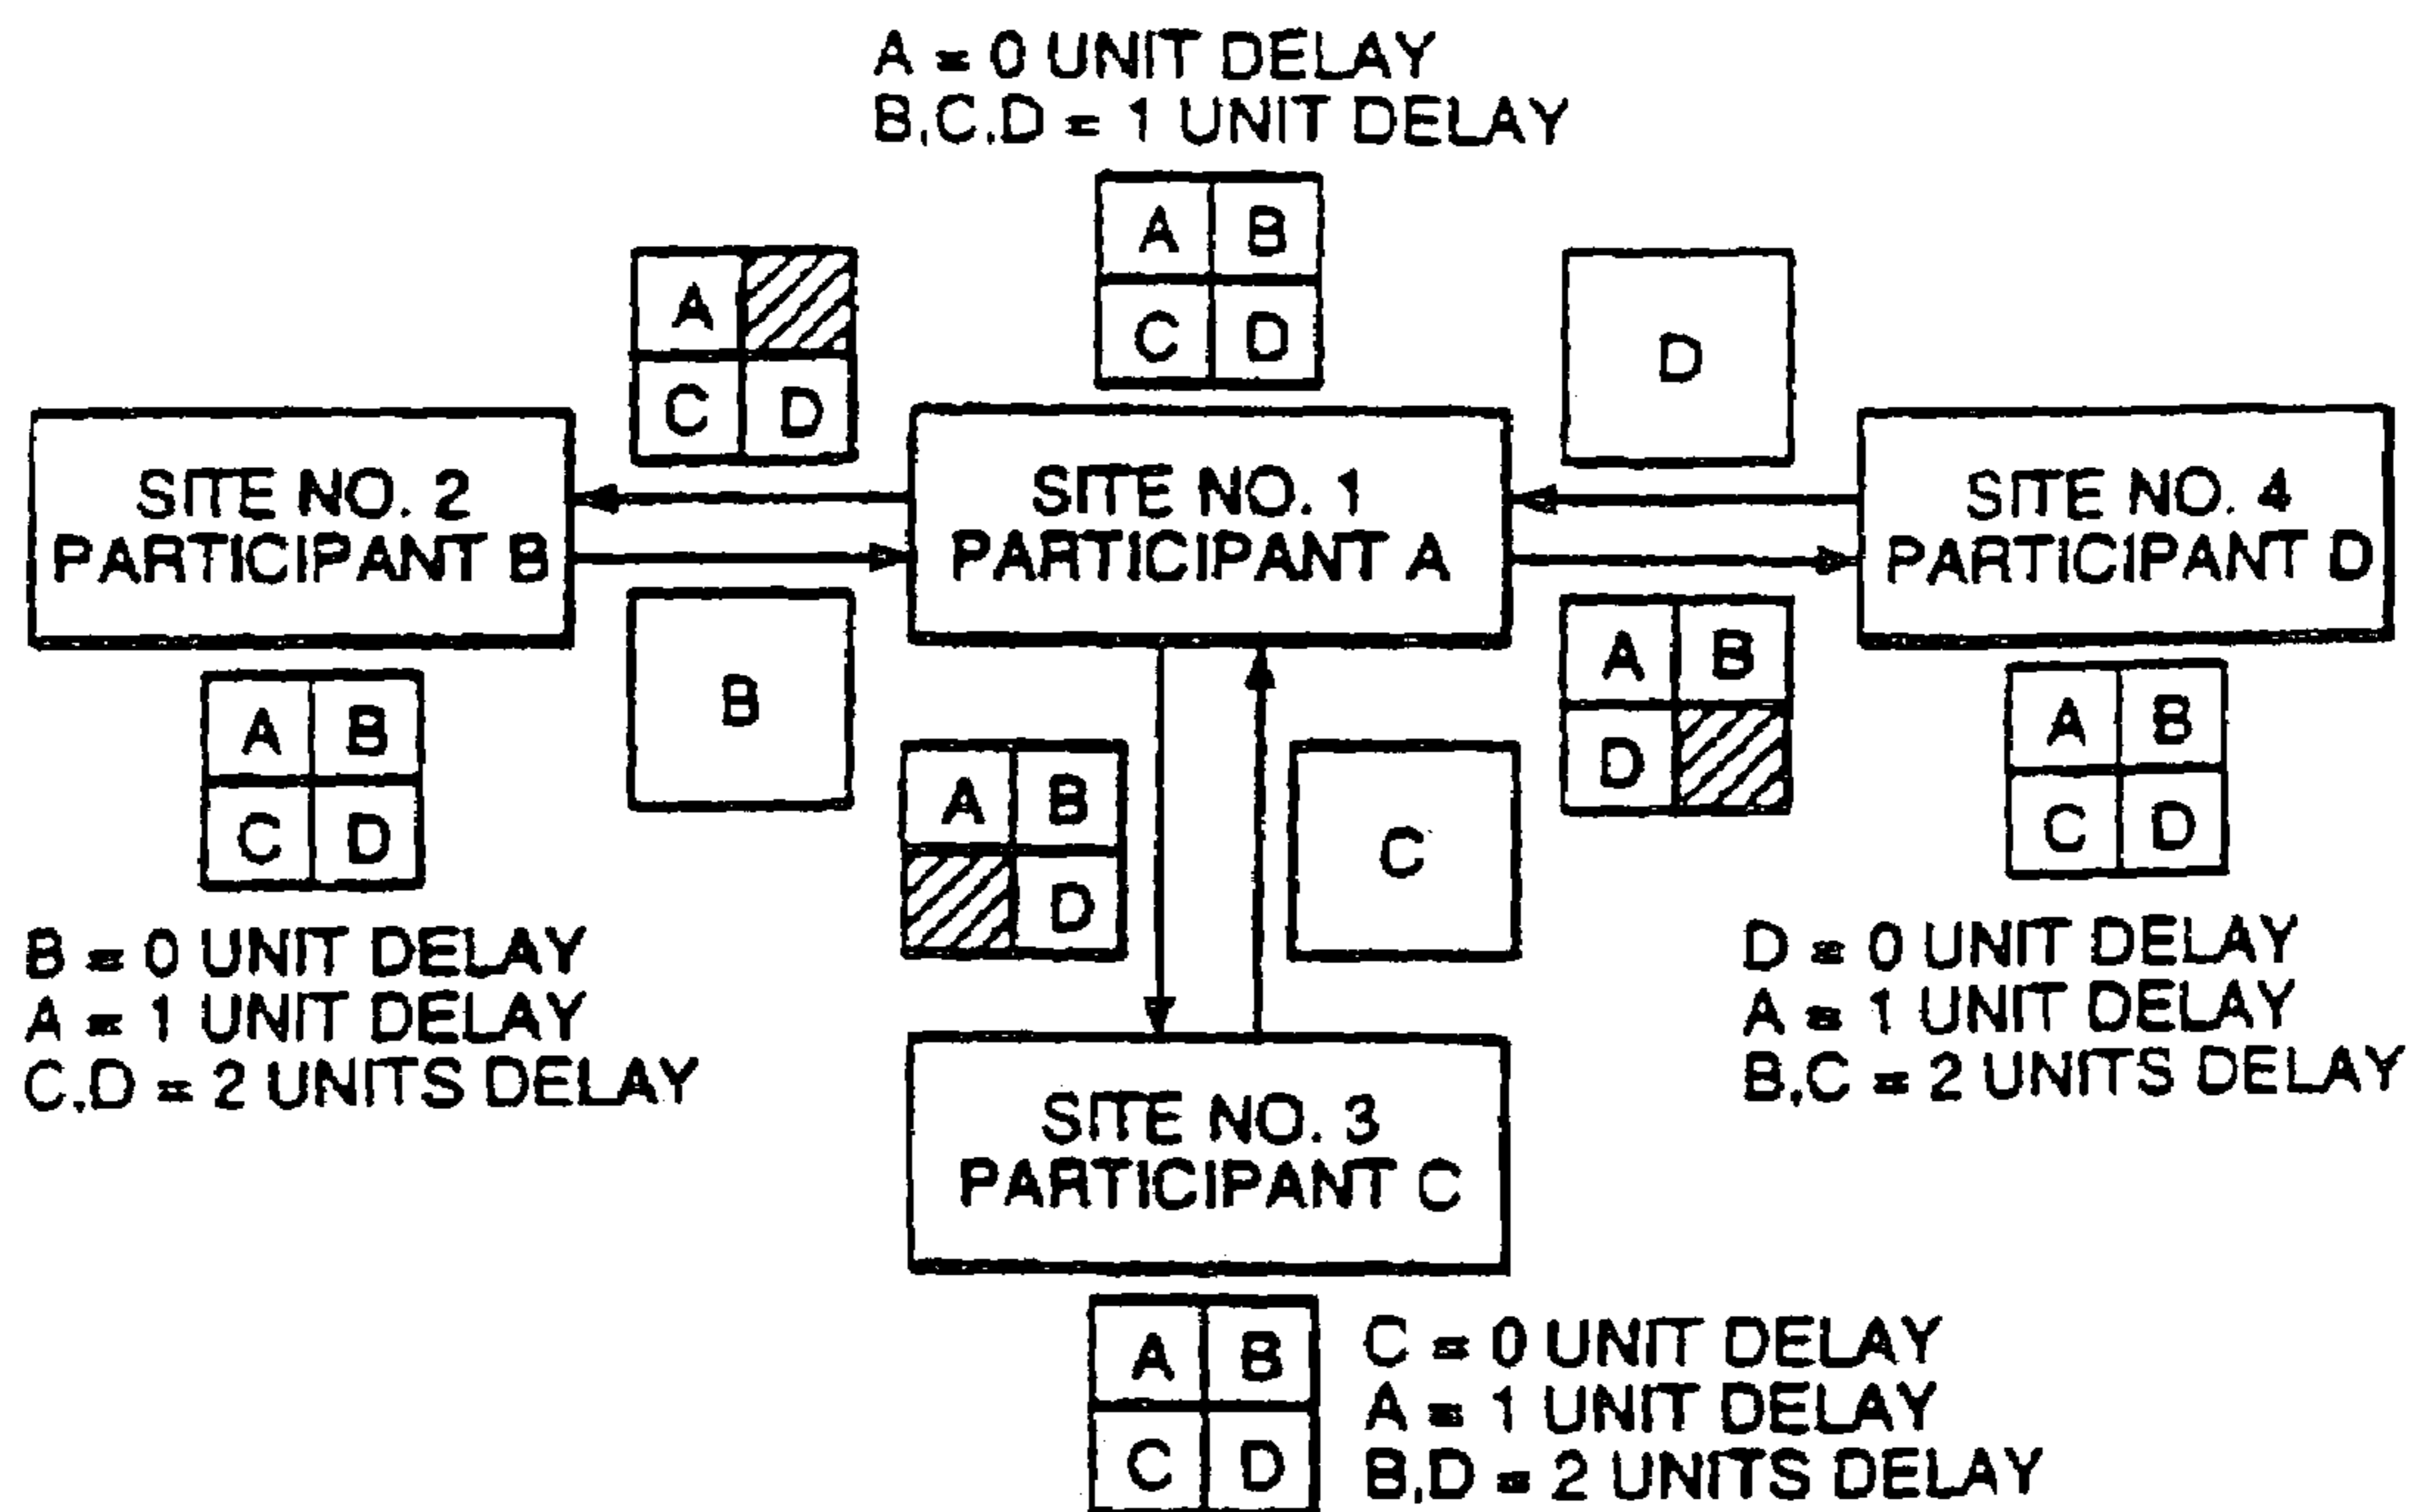 A = 0 UNIT DELAY
B,C,D = 1 UNIT DELAY
A B
C D
A
C D
D
SITE NO. 2
PARTICIPANT B
SITE NO. 1
PARTICIPANT A
SITE NO. 4
PARTICIPANT D
A B
C D
B
A B
D
C
A B
D
A B
C D
B = 0 UNIT DELAY
A = 1 UNIT DELAY
C,D = 2 UNITS DELAY
D = 0 UNIT DELAY
A = 1 UNIT DELAY
B,C = 2 UNITS DELAY
SITE NO. 3
PARTICIPANT C
A B
C D
C = 0 UNIT DELAY
A = 1 UNIT DELAY
B,D = 2 UNITS DELAY